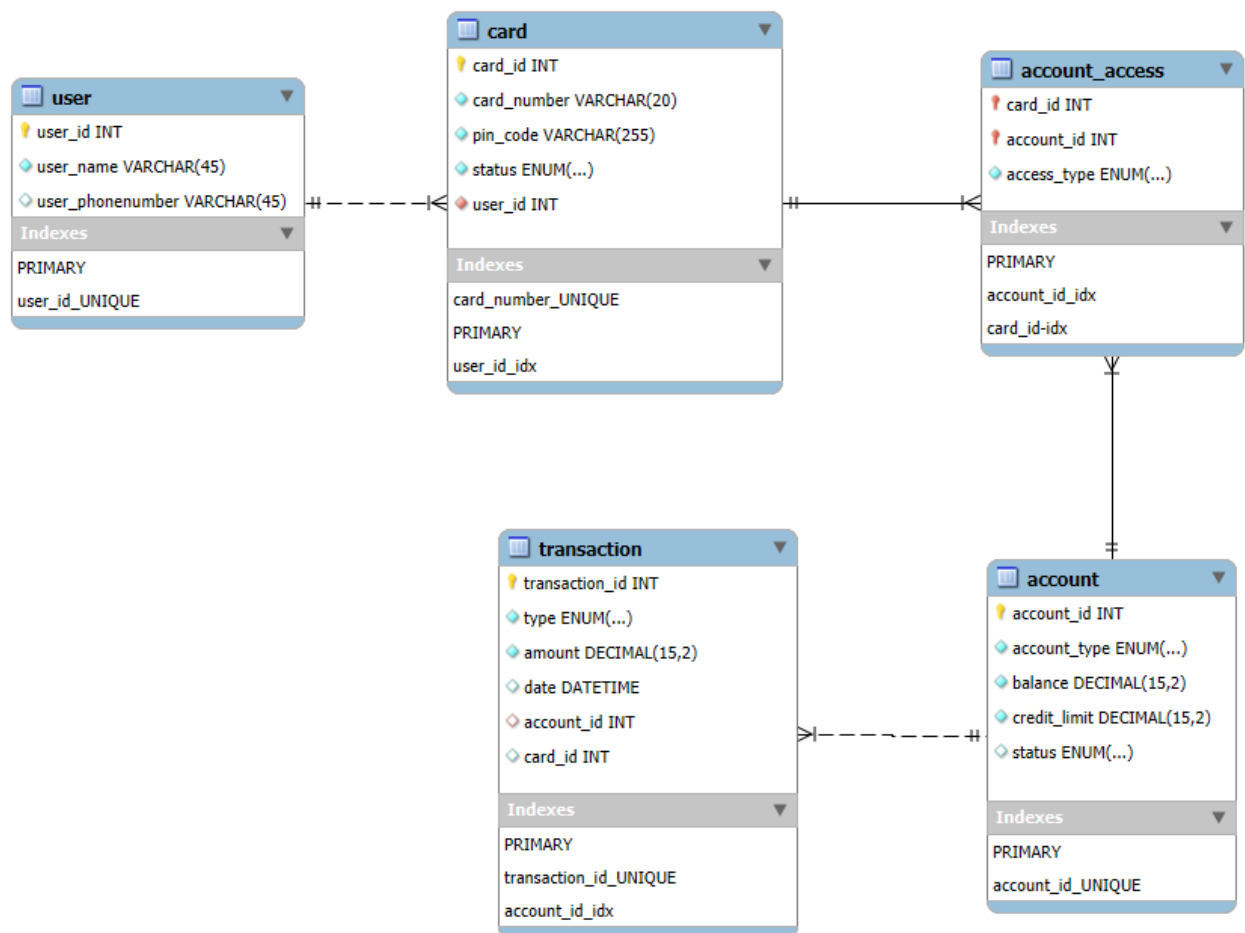 user
user_id INT
user_name VARCHAR(45)
user_phonenumber VARCHAR(45)
Indexes
PRIMARY
user_id_UNIQUE
card
card_id INT
card_number VARCHAR(20)
pin_code VARCHAR(255)
status ENUM(...)
user_id INT
Indexes
card_number_UNIQUE
PRIMARY
user_id_idx
account_access
card_id INT
account_id INT
access_type ENUM(...)
Indexes
PRIMARY
account_id_idx
card_id-idx
transaction
transaction_id INT
type ENUM(...)
amount DECIMAL(15,2)
date DATETIME
account_id INT
card_id INT
Indexes
PRIMARY
transaction_id_UNIQUE
account_id_idx
account
account_id INT
account_type ENUM(...)
balance DECIMAL(15,2)
credit_limit DECIMAL(15,2)
status ENUM(...)
Indexes
PRIMARY
account_id_UNIQUE